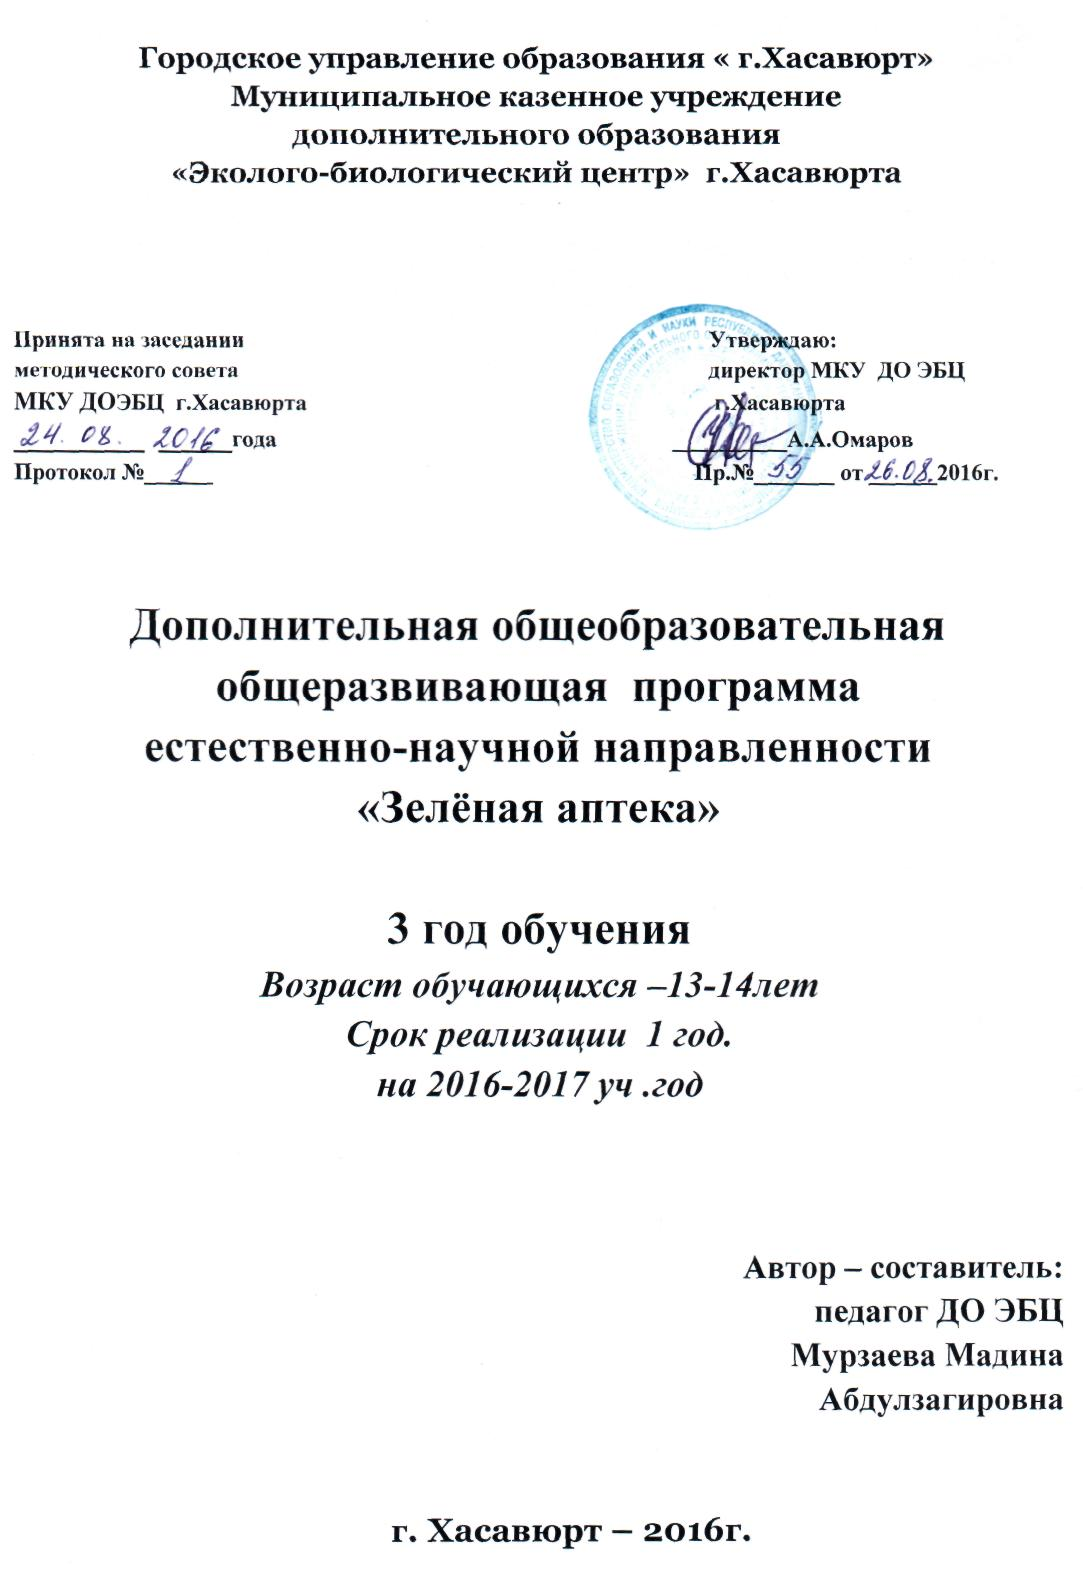 Городское управление образования « г.Хасавюрт»
Муниципальное казенное учреждение
дополнительного образования
«Эколого-биологический центр» г.Хасавюрта
Принята на заседании
методического совета
МКУ ДОЭБЦ г.Хасавюрта
24. 08. 2016 года
Протокол № 1
Утверждаю:
директор МКУ ДО ЭБЦ
г.Хасавюрта
А.А.Омаров
Пр.№ 55 от 26.08.2016г.
Дополнительная общеобразовательная
общеразвивающая программа
естественно-научной направленности
«Зелёная аптека»
3 год обучения
Возраст обучающихся –13-14лет
Срок реализации 1 год.
на 2016-2017 уч .год
Автор – составитель:
педагог ДО ЭБЦ
Мурзаева Мадина
Абдулзагировна
г. Хасавюрт – 2016г.